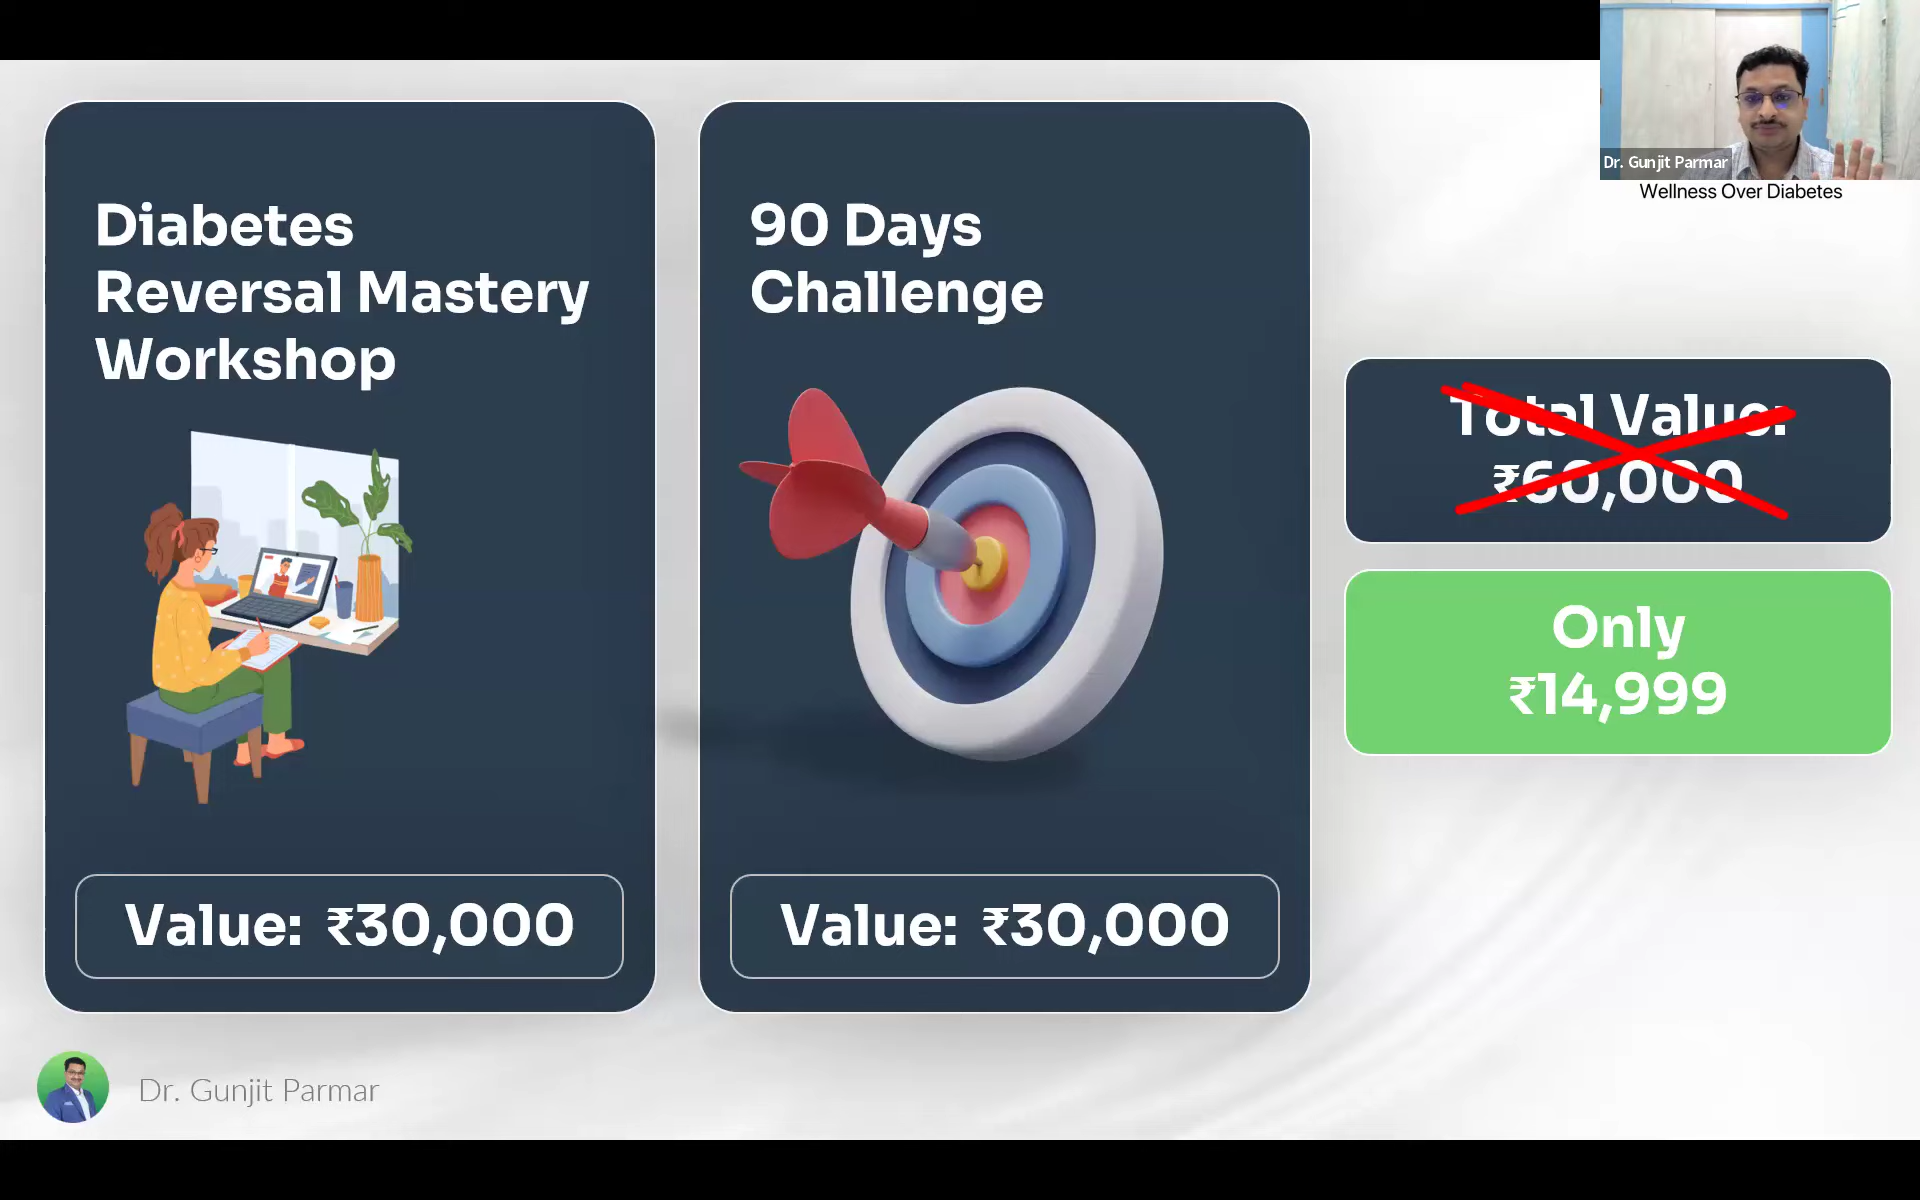 Diabetes
Reversal Mastery
Workshop
Value: ₹30,000
90 Days
Challenge
Value: ₹30,000
Total Value:
₹60,000
Only
₹14,999
Dr. Gunjit Parmar
Wellness Over Diabetes
Dr. Gunjit Parmar